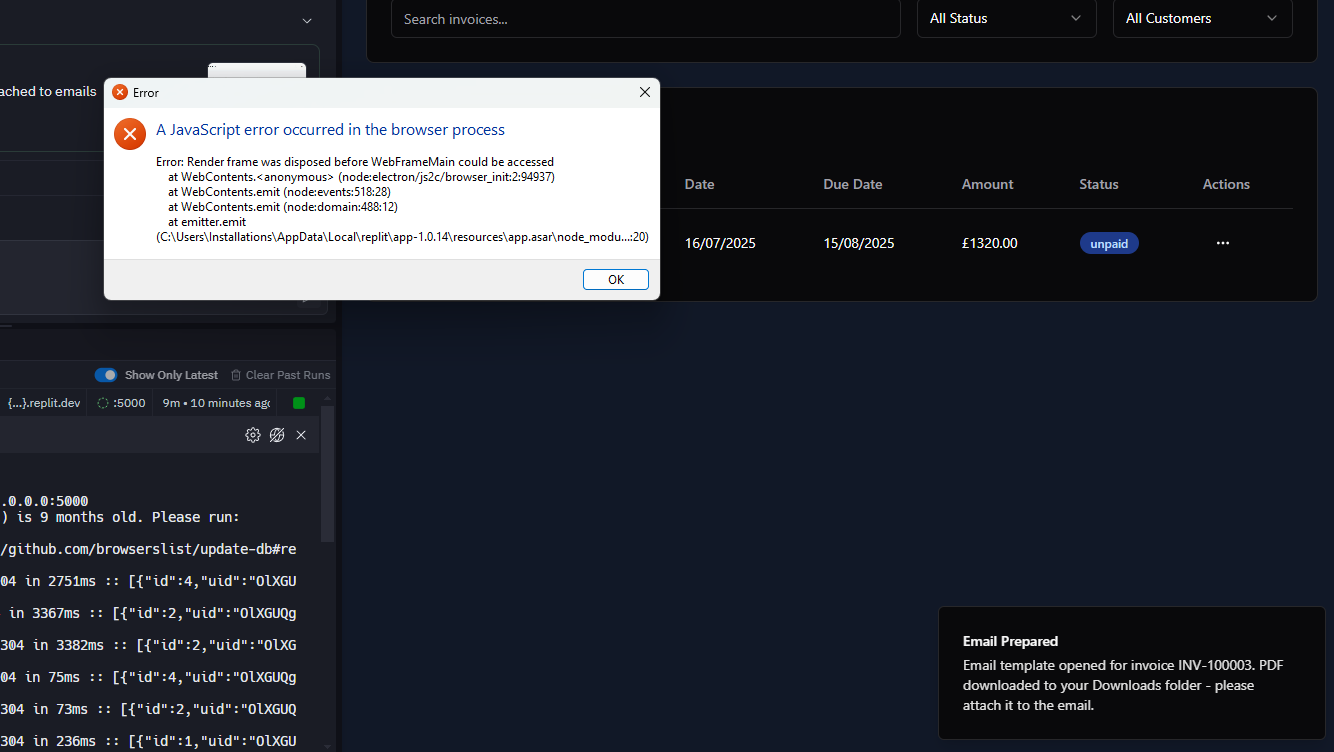 Search invoices...
All Status
All Customers
ached to emails
Error
A JavaScript error occurred in the browser process
Error: Render frame was disposed before WebFrameMain could be accessed
at WebContents.<anonymous> (node:electron/js2c/browser_init:2:94937)
at WebContents.emit (node:events:518:28)
at WebContents.emit (node:domain:488:12)
at emitter.emit
(C:\Users\Installations\AppData\Local\replit\app-1.0.14\resources\app.asar\node_modu...:20)
OK
Date Due Date Amount Status Actions
16/07/2025 15/08/2025 £1320.00 unpaid ...
Show Only Latest Clear Past Runs
{...}.replit.dev :5000 9m • 10 minutes agc
.0.0.0:5000
) is 9 months old. Please run:
/github.com/browserslist/update-db#re
04 in 2751ms :: [{"id":4,"uid":"OlXGU
in 3367ms :: [{"id":2,"uid":"OlXGUQg
304 in 3382ms :: [{"id":2,"uid":"OlXG
04 in 75ms :: [{"id":4,"uid":"OlXGUQg
304 in 73ms :: [{"id":2,"uid":"OlXGUQ
304 in 236ms :: [{"id":1,"uid":"OlXGU
Email Prepared
Email template opened for invoice INV-100003. PDF
downloaded to your Downloads folder - please
attach it to the email.